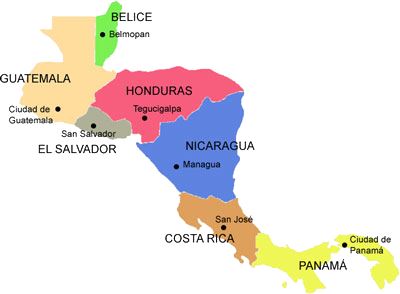 BELICE
Belmopan
GUATEMALA
Ciudad de
Guatemala
HONDURAS
Tegucigalpa
San Salvador
EL SALVADOR
NICARAGUA
Managua
San José
COSTA RICA
Ciudad de
Panamá
PANAMÁ